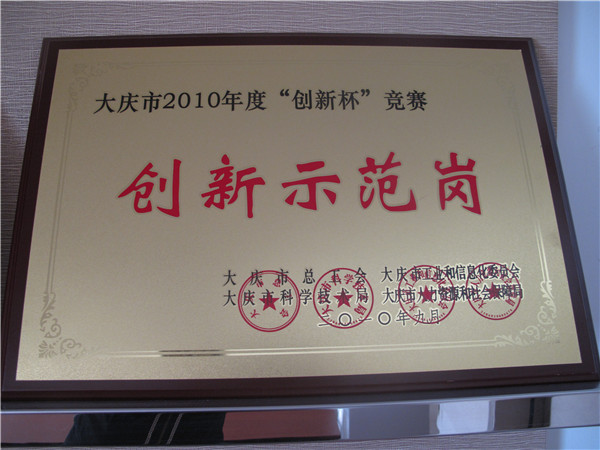 大庆市2010年度“创新杯”竞赛
创新示范岗
大庆市总工会 大庆市工业和信息化委员会
大庆市科学技术局 大庆市人力资源和社会保障局
二〇一〇年九月